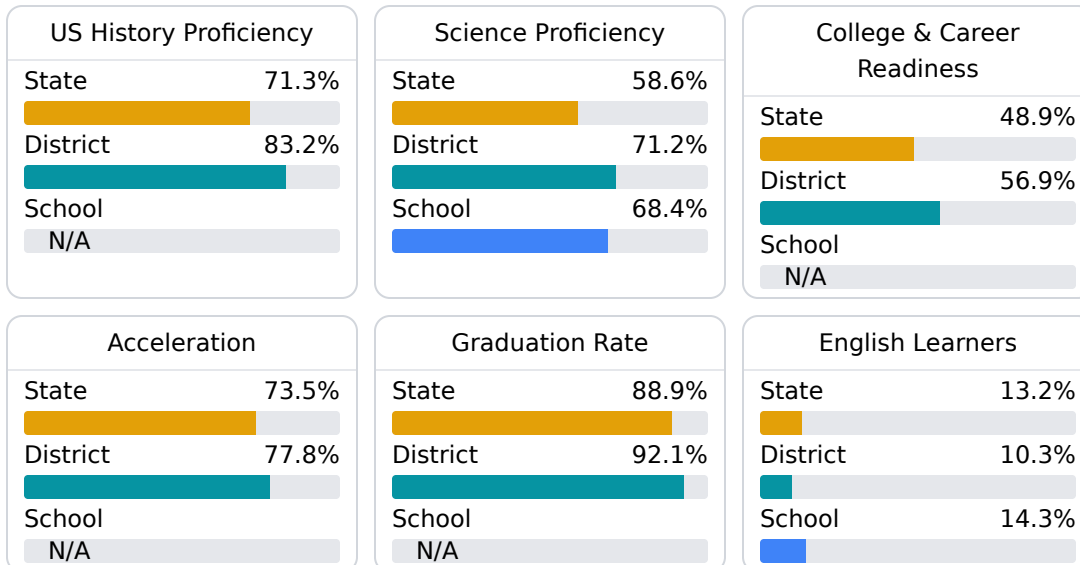 US History Proficiency
State 71.3%
District 83.2%
School
N/A
Science Proficiency
State 58.6%
District 71.2%
School 68.4%
College & Career
Readiness
State 48.9%
District 56.9%
School
N/A
Acceleration
State 73.5%
District 77.8%
School
N/A
Graduation Rate
State 88.9%
District 92.1%
School
N/A
English Learners
State 13.2%
District 10.3%
School 14.3%